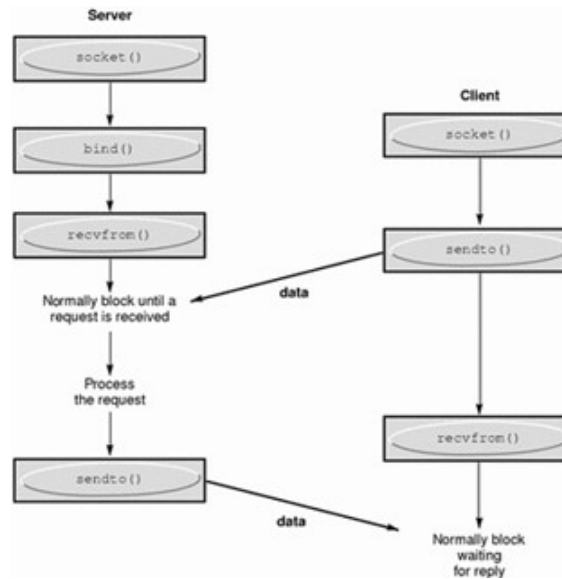 Server
socket()
bind()
recvfrom()
Normally block until a
request is received
Process
the request
sendto()
data
data
Client
socket()
sendto()
recvfrom()
Normally block
waiting
for reply